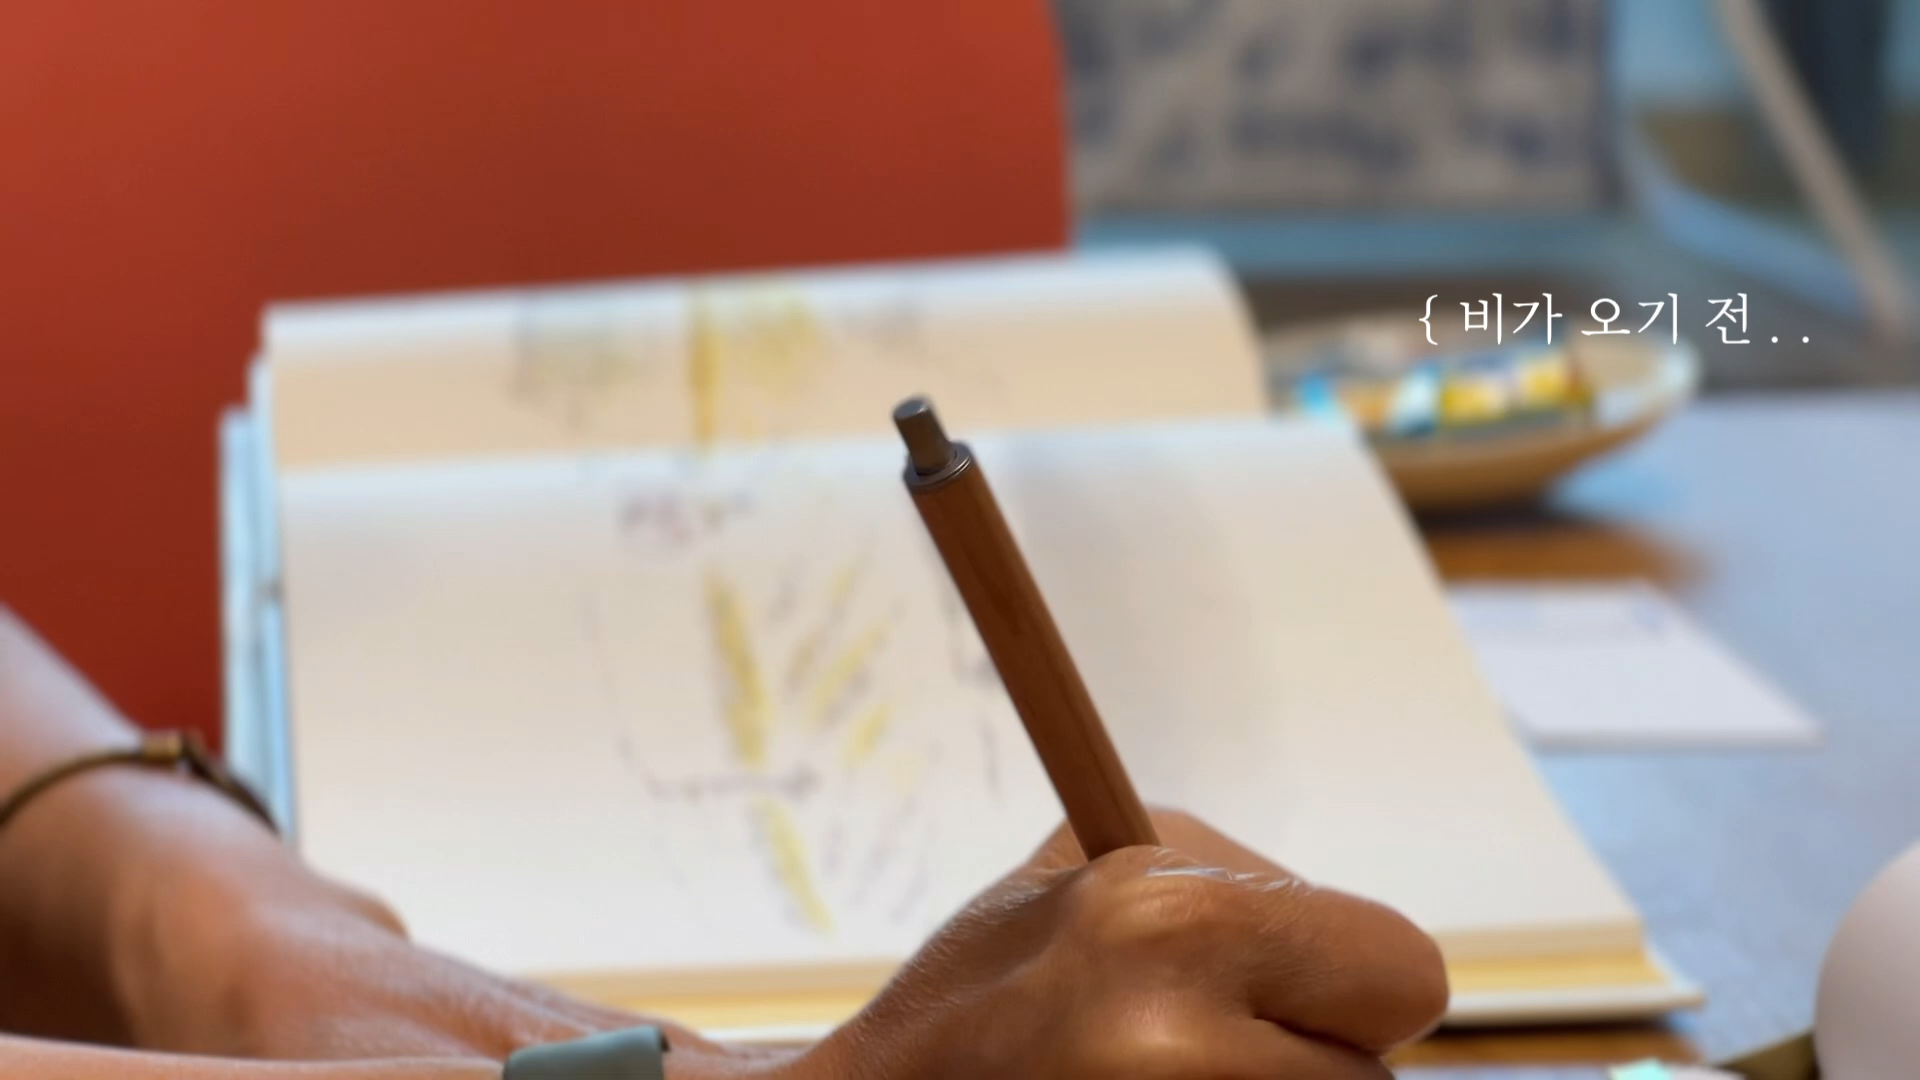 { 비가 오기 전 . .